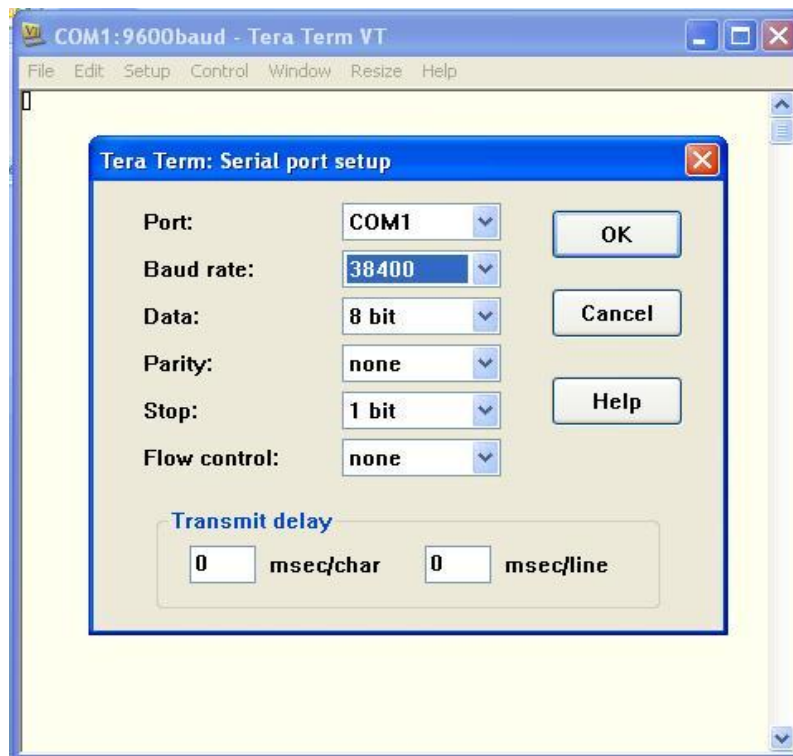 COM1:9600baud - Tera Term VT
File Edit Setup Control Window Resize Help
Tera Term: Serial port setup
Port: COM1 OK
Baud rate: 38400
Data: 8 bit Cancel
Parity: none
Stop: 1 bit Help
Flow control: none
Transmit delay
0 msec/char 0 msec/line